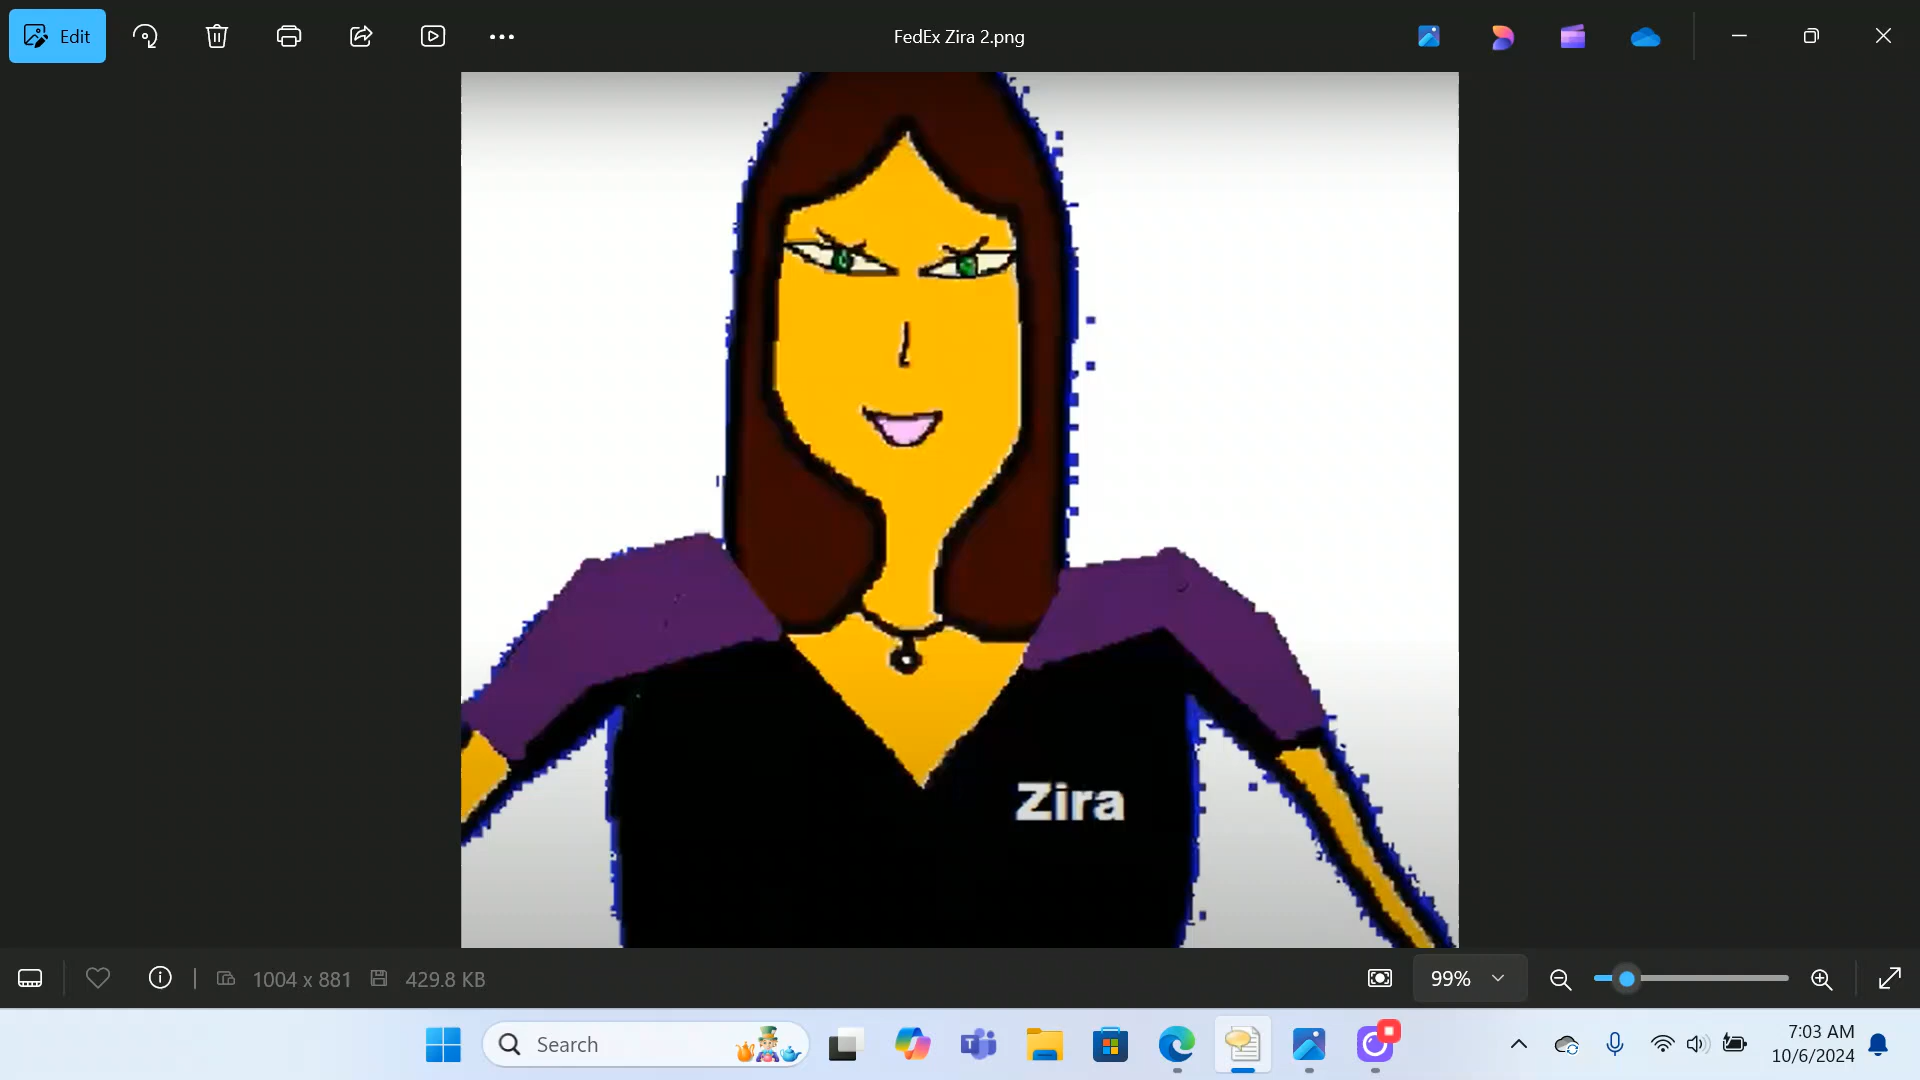 Edit
FedEx Zira 2.png
Zira
1004 x 881
429.8 KB
99%
Search
7:03 AM
10/6/2024